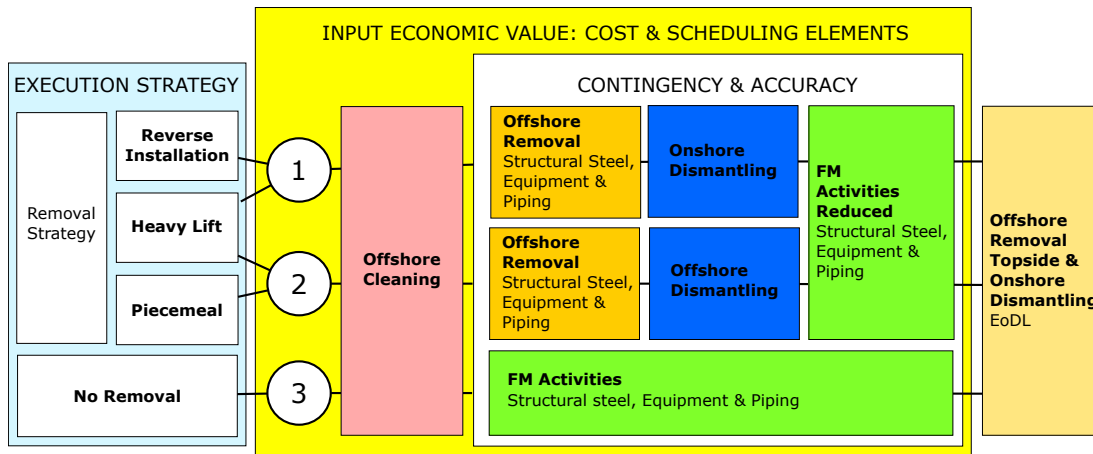 INPUT ECONOMIC VALUE: COST & SCHEDULING ELEMENTS
EXECUTION STRATEGY
CONTINGENCY & ACCURACY
Removal
Strategy
Reverse
Installation
Heavy Lift
Piecemeal
No Removal
1
2
3
Offshore
Cleaning
Offshore
Removal
Structural Steel,
Equipment &
Piping
Onshore
Dismantling
Offshore
Removal
Structural Steel,
Equipment &
Piping
Offshore
Dismantling
FM
Activities
Reduced
Structural Steel,
Equipment &
Piping
FM Activities
Structural steel, Equipment & Piping
Offshore
Removal
Topside &
Onshore
Dismantling
EoDL